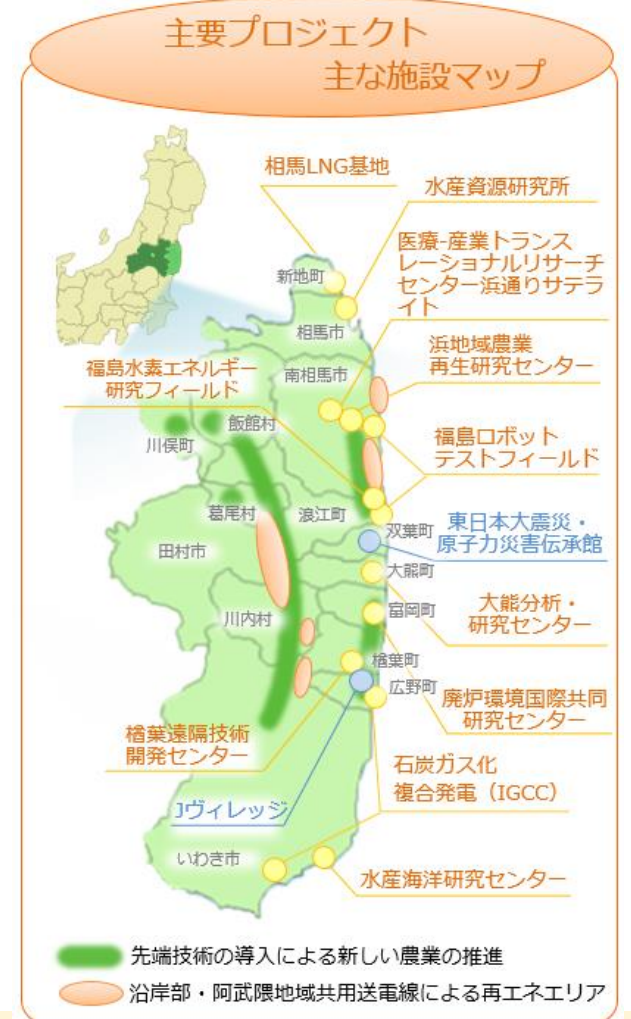 主要プロジェクト
主な施設マップ
相馬LNG基地
水産資源研究所
医療-産業トランス
レーショナルリサーチ
センター浜通りサテラ
イト
新地町
相馬市
浜地域農業
再生研究センター
南相馬市
福島水素エネルギー
研究フィールド
飯館村
川俣町
福島ロボット
テストフィールド
葛尾村
浪江町
双葉町
東日本大震災・
原子力災害伝承館
田村市
大熊町
大熊分析・
研究センター
富岡町
川内村
楢葉町
広野町
廃炉環境国際共同
研究センター
楢葉遠隔技術
開発センター
石炭ガス化
複合発電（IGCC）
Jヴィレッジ
いわき市
水産海洋研究センター
先端技術の導入による新しい農業の推進
沿岸部・阿武隈地域共用送電線による再エネエリア